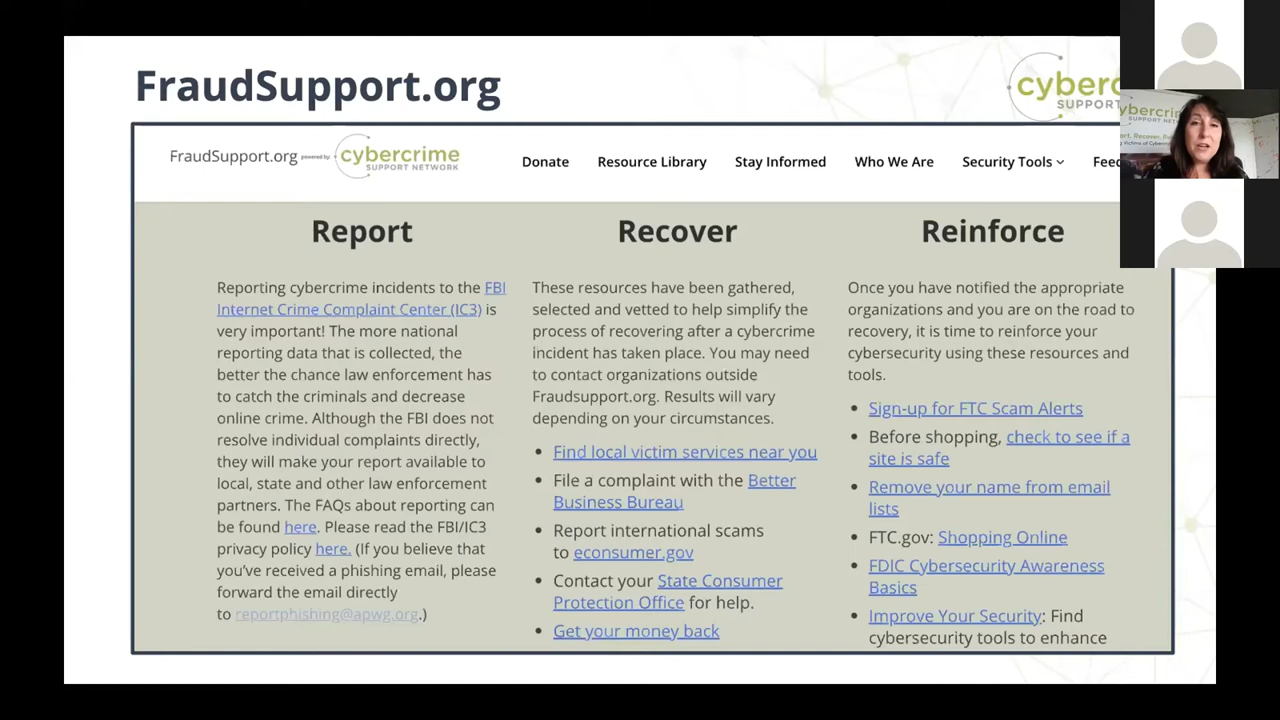 FraudSupport.org
SUPPORT
FraudSupport.org powered by: cybercrime
SUPPORT NETWORK
Donate Resource Library Stay Informed Who We Are Security Tools
Report
Reporting cybercrime incidents to the FBI
Internet Crime Complaint Center (IC3) is
very important! The more national
reporting data that is collected, the
better the chance law enforcement has
to catch the criminals and decrease
online crime. Although the FBI does not
resolve individual complaints directly,
they will make your report available to
local, state and other law enforcement
partners. The FAQs about reporting can
be found here. Please read the FBI/IC3
privacy policy here. (If you believe that
you've received a phishing email, please
forward the email directly
to reportphishing@apwg.org.)
Recover
These resources have been gathered,
selected and vetted to help simplify the
process of recovering after a cybercrime
incident has taken place. You may need
to contact organizations outside
Fraudsupport.org. Results will vary
depending on your circumstances.
• Find local victim services near you
• File a complaint with the Better
Business Bureau
• Report international scams
to econsumer.gov
• Contact your State Consumer
Protection Office for help.
• Get your money back
Reinforce
Once you have notified the appropriate
organizations and you are on the road to
recovery, it is time to reinforce your
cybersecurity using these resources and
tools.
• Sign-up for FTC Scam Alerts
• Before shopping, check to see if a
site is safe
• Remove your name from email
lists
• FTC.gov: Shopping Online
• FDIC Cybersecurity Awareness
Basics
• Improve Your Security: Find
cybersecurity tools to enhance